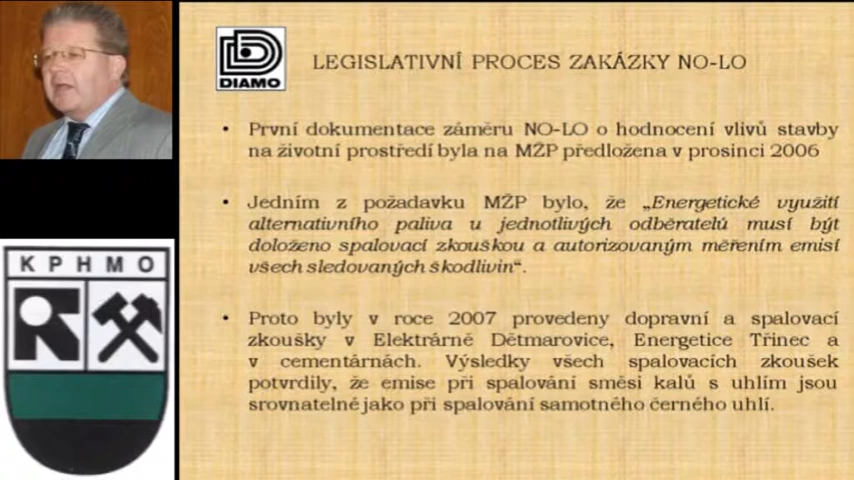 DIAMO
LEGISLATIVNÍ PROCES ZAKÁZKY NO-LO
• První dokumentace záměru NO-LO o hodnocení vlivů stavby
na životní prostředí byla na MŽP předložena v prosinci 2006
• Jedním z požadavku MŽP bylo, že „Energetické využití
alternativního paliva u jednotlivých odběratelů musí být
doloženo spalovací zkouškou a autorizovaným měřením emisí
všech sledovaných škodlivin“.
• Proto byly v roce 2007 provedeny dopravní a spalovací
zkoušky v Elektrárně Dětmarovice, Energetice Třinec a
v cementárnách. Výsledky všech spalovacích zkoušek
potvrdily, že emise při spalování směsi kalů s uhlím jsou
srovnatelné jako při spalování samotného černého uhlí.
KPHMO